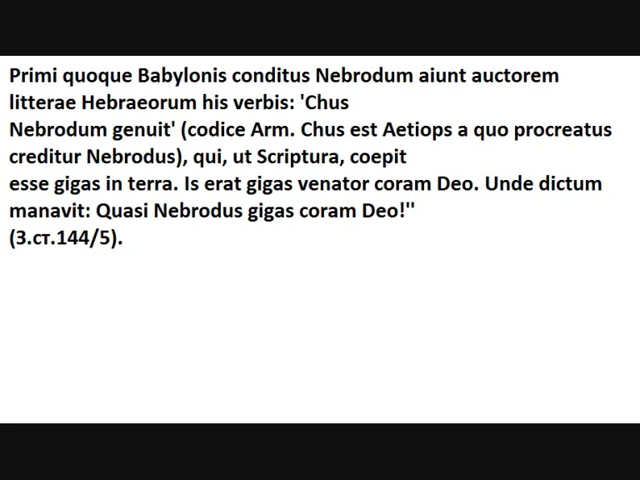 Primi quoque Babylonis conditus Nebrodum aiunt auctorem
litterae Hebraeorum his verbis: 'Chus
Nebrodum genuit' (codice Arm. Chus est Aetiops a quo procreatus
creditur Nebrodus), qui, ut Scriptura, coepit
esse gigas in terra. Is erat gigas venator coram Deo. Unde dictum
manavit: Quasi Nebrodus gigas coram Deo!''
(3.ст.144/5).